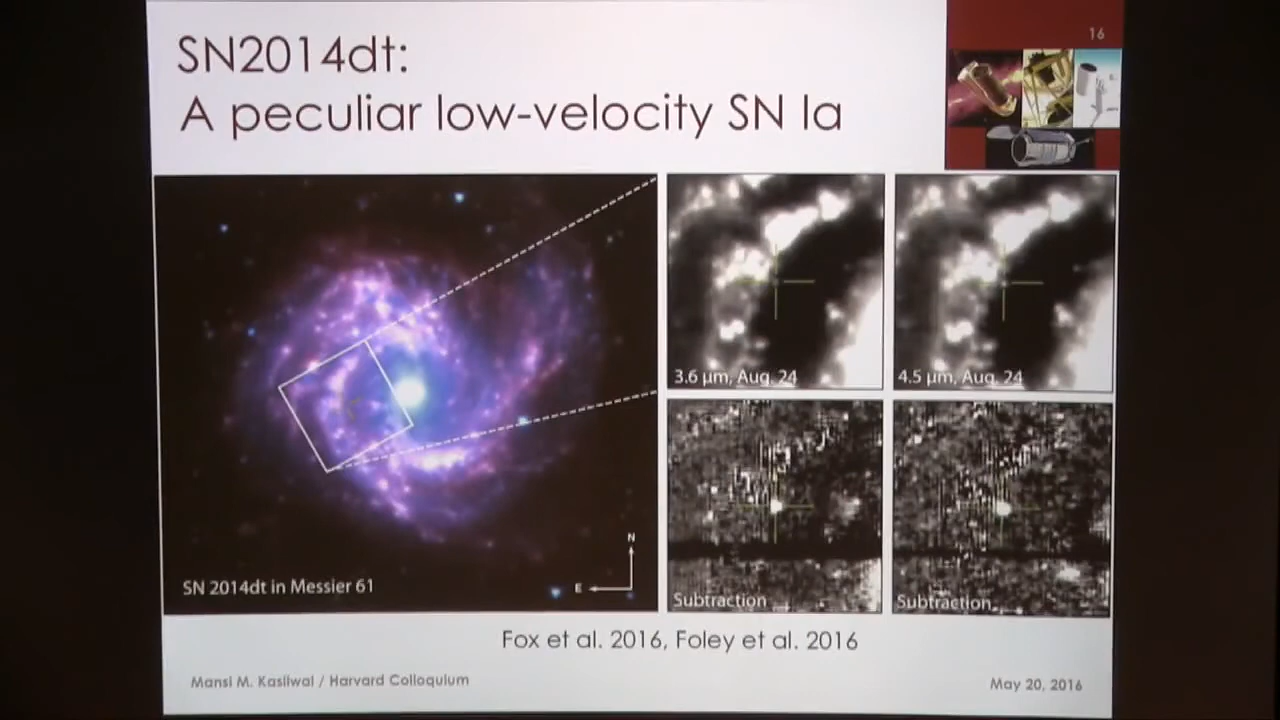 16
SN2014dt:
A peculiar low-velocity SN Ia
3.6 µm, Aug. 24
4.5 µm, Aug. 24
N
E
SN 2014dt in Messier 61
Subtraction
Subtraction
Fox et al. 2016, Foley et al. 2016
Mansi M. Kasliwal / Harvard Colloquium
May 20, 2016